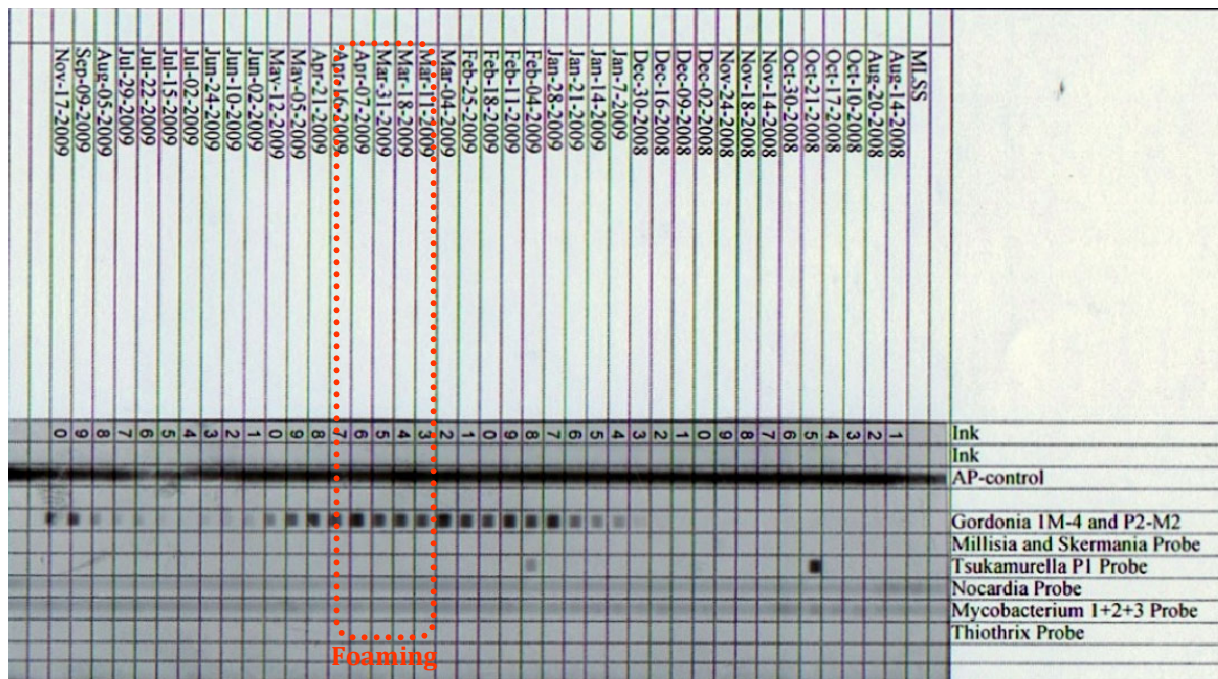 MLSS
Aug-14-2008
Aug-20-2008
Oct-10-2008
Oct-17-2008
Oct-21-2008
Oct-30-2008
Nov-14-2008
Nov-18-2008
Nov-24-2008
Dec-02-2008
Dec-09-2008
Dec-16-2008
Dec-30-2008
Jan-7-2009
Jan-14-2009
Jan-21-2009
Jan-28-2009
Feb-04-2009
Feb-11-2009
Feb-18-2009
Feb-25-2009
Mar-04-2009
Mar-11-2009
Mar-18-2009
Mar-31-2009
Apr-07-2009
Apr-16-2009
Apr-21-2009
May-05-2009
May-12-2009
Jun-02-2009
Jun-10-2009
Jun-24-2009
Jul-02-2009
Jul-15-2009
Jul-22-2009
Jul-29-2009
Aug-05-2009
Sep-09-2009
Nov-17-2009
0 9 8 7 6 5 4 3 2 1 0 9 8 7 6 5 4 3 2 1 0 9 8 7 6 5 4 3 2 1 0 9 8 7 6 5 4 3 2 1 Ink
Ink
AP-control
Gordonia 1M-4 and P2-M2
Millisia and Skermania Probe
Tsukamurella P1 Probe
Nocardia Probe
Mycobacterium 1+2+3 Probe
Thiothrix Probe
Foaming